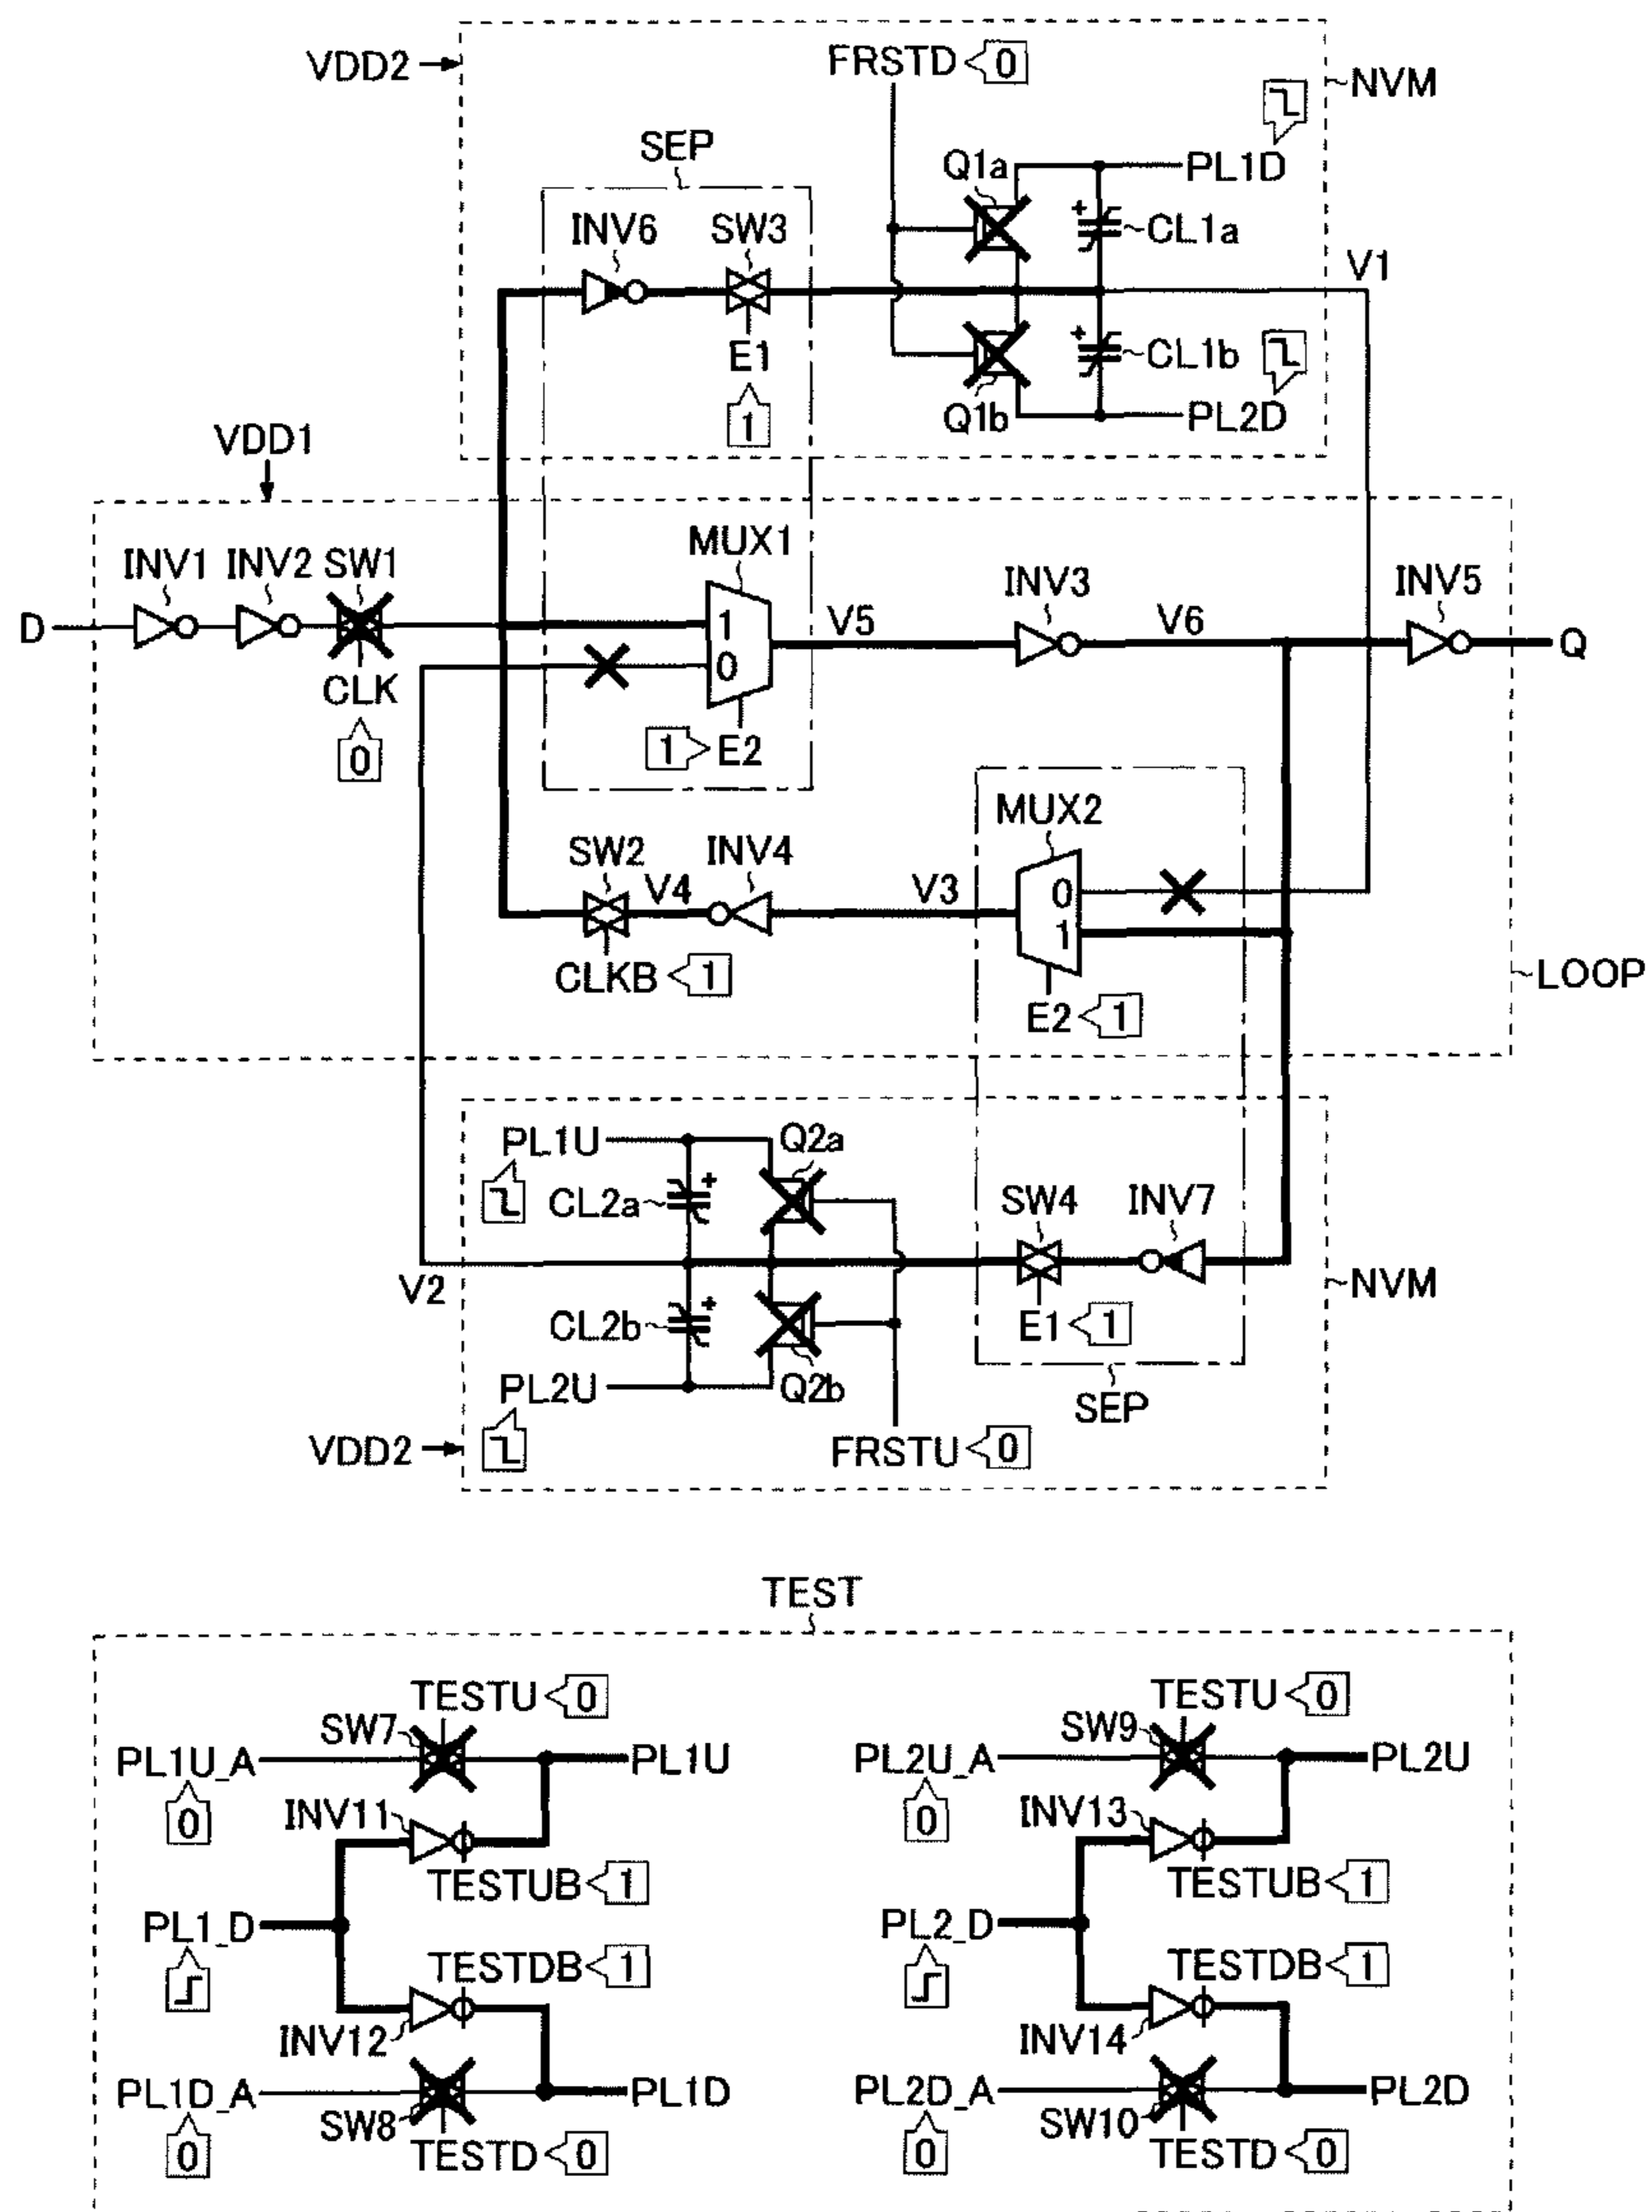 VDD2
FRSTD 0
NVM
SEP
Q1a
PL1D
INV6
SW3
CL1a
V1
E1
1
Q1b
CL1b
PL2D
VDD1
MUX1
INV1
INV2
SW1
INV3
INV5
D
1
V5
V6
Q
0
CLK
0
1
E2
MUX2
SW2
INV4
V4
V3
0
1
CLKB 1
LOOP
E2 1
PL1U
Q2a
CL2a
SW4
INV7
V2
NVM
CL2b
E1 1
PL2U
Q2b
SEP
VDD2
FRSTU 0
TEST
TESTU 0
TESTU 0
SW7
SW9
PL1U_A
PL1U
PL2U_A
PL2U
0
INV11
0
INV13
TESTUB 1
TESTUB 1
PL1_D
PL2_D
TESTDB 1
TESTDB 1
INV12
INV14
PL1D_A
PL1D
PL2D_A
PL2D
SW8
SW10
0
TESTD 0
0
TESTD 0